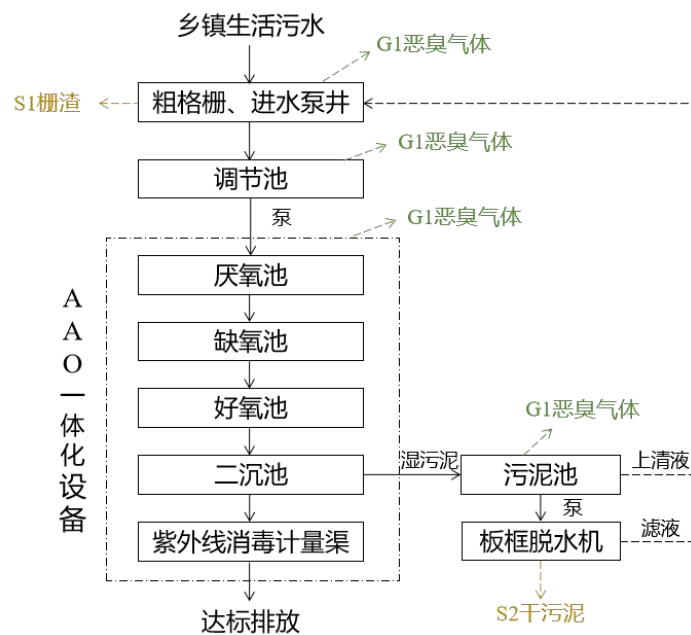 乡镇生活污水
G1恶臭气体
S1栅渣
粗格栅、进水泵井
G1恶臭气体
调节池
泵
G1恶臭气体
AAO一体化设备
厌氧池
缺氧池
好氧池
G1恶臭气体
二沉池
湿污泥
污泥池
上清液
泵
紫外线消毒计量渠
板框脱水机
滤液
达标排放
S2干污泥